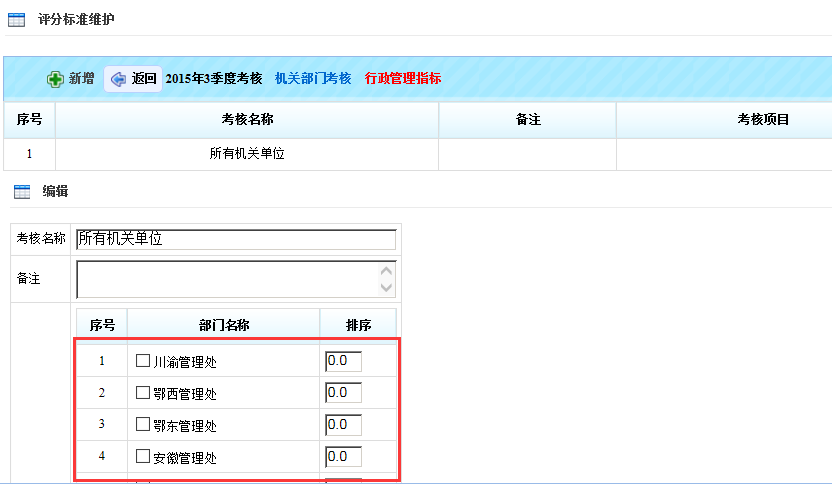 评分标准维护
新增 返回 2015年3季度考核 机关部门考核 行政管理指标
序号 考核名称 备注 考核项目
1 所有机关单位
编辑
考核名称 所有机关单位
备注
序号 部门名称 排序
1 川渝管理处 0.0
2 鄂西管理处 0.0
3 鄂东管理处 0.0
4 安徽管理处 0.0